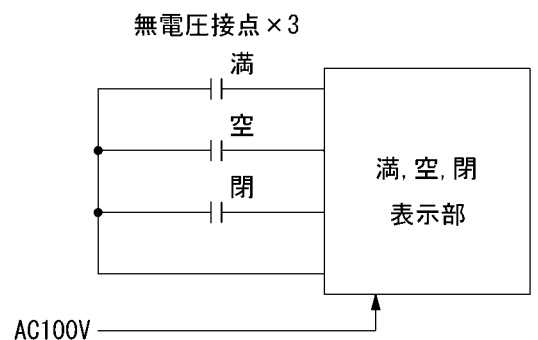 無電圧接点×3
満
空
閉
満,空,閉
表示部
AC100V